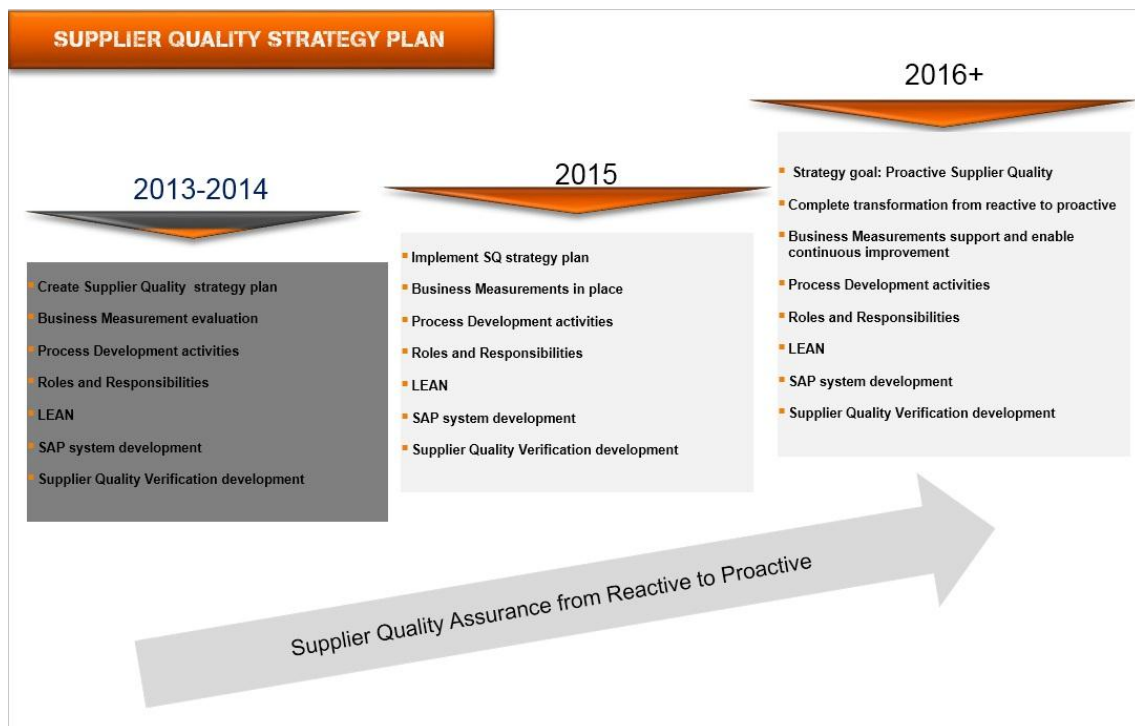 SUPPLIER QUALITY STRATEGY PLAN
2013-2014
Create Supplier Quality strategy plan
Business Measurement evaluation
Process Development activities
Roles and Responsibilities
LEAN
SAP system development
Supplier Quality Verification development
2015
Implement SQ strategy plan
Business Measurements in place
Process Development activities
Roles and Responsibilities
LEAN
SAP system development
Supplier Quality Verification development
2016+
Strategy goal: Proactive Supplier Quality
Complete transformation from reactive to proactive
Business Measurements support and enable
continuous improvement
Process Development activities
Roles and Responsibilities
LEAN
SAP system development
Supplier Quality Verification development
Supplier Quality Assurance from Reactive to Proactive